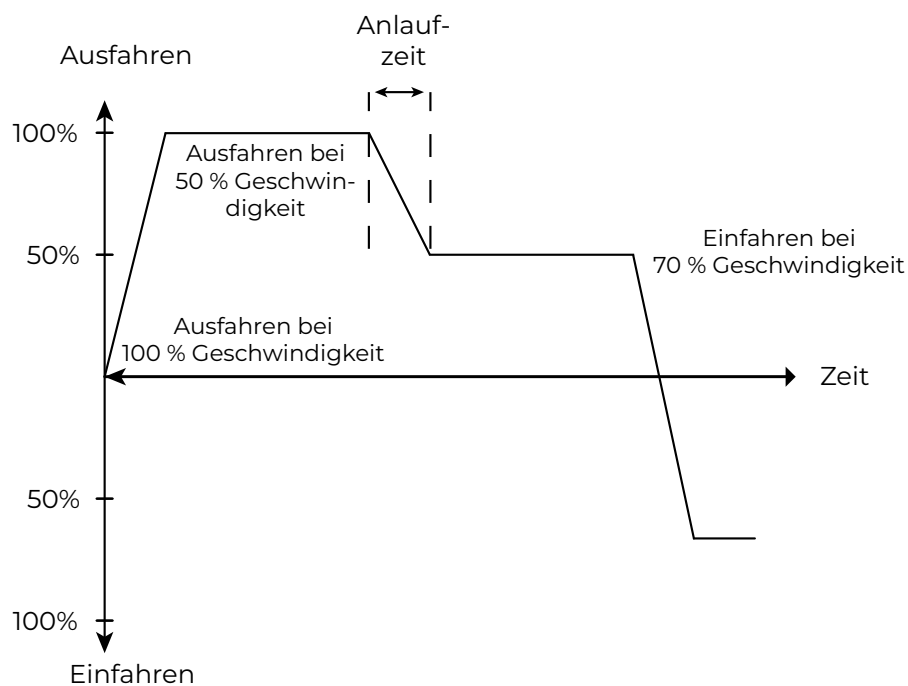 Anlauf-
zeit
Ausfahren
100%
Ausfahren bei
50 % Geschwin-
digkeit
50%
Einfahren bei
70 % Geschwindigkeit
Ausfahren bei
100 % Geschwindigkeit
Zeit
50%
100%
Einfahren